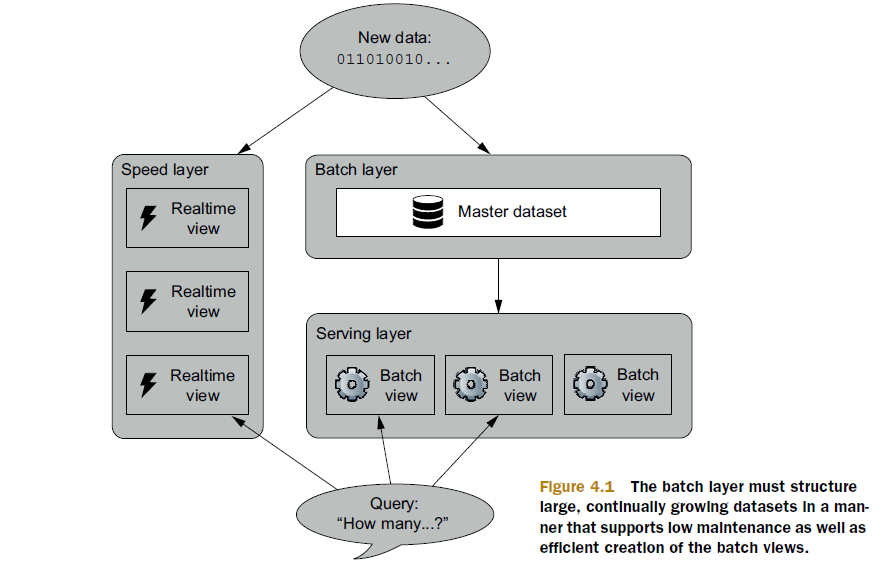 New data:
011010010...
Speed layer
Realtime
view
Realtime
view
Realtime
view
Batch layer
Master dataset
Serving layer
Batch
view
Batch
view
Batch
view
Query:
“How many...?”
Figure 4.1 The batch layer must structure
large, continually growing datasets in a man-
ner that supports low maintenance as well as
efficient creation of the batch views.